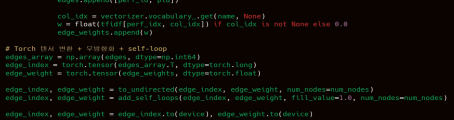 edges.append([perf_id, pid])
col_idx = vectorizer.vocabulary_.get(name, None)
w = float(tfidf[perf_idx, col_idx]) if col_idx is not None else 0.0
edge_weights.append(w)
# Torch 텐서 변환 + 무방향화 + self-loop
edges_array = np.array(edges, dtype=np.int64)
edge_index = torch.tensor(edges_array.T, dtype=torch.long)
edge_weight = torch.tensor(edge_weights, dtype=torch.float)
edge_index, edge_weight = to_undirected(edge_index, edge_weight, num_nodes=num_nodes)
edge_index, edge_weight = add_self_loops(edge_index, edge_weight, fill_value=1.0, num_nodes=num_nodes)
edge_index, edge_weight = edge_index.to(device), edge_weight.to(device)